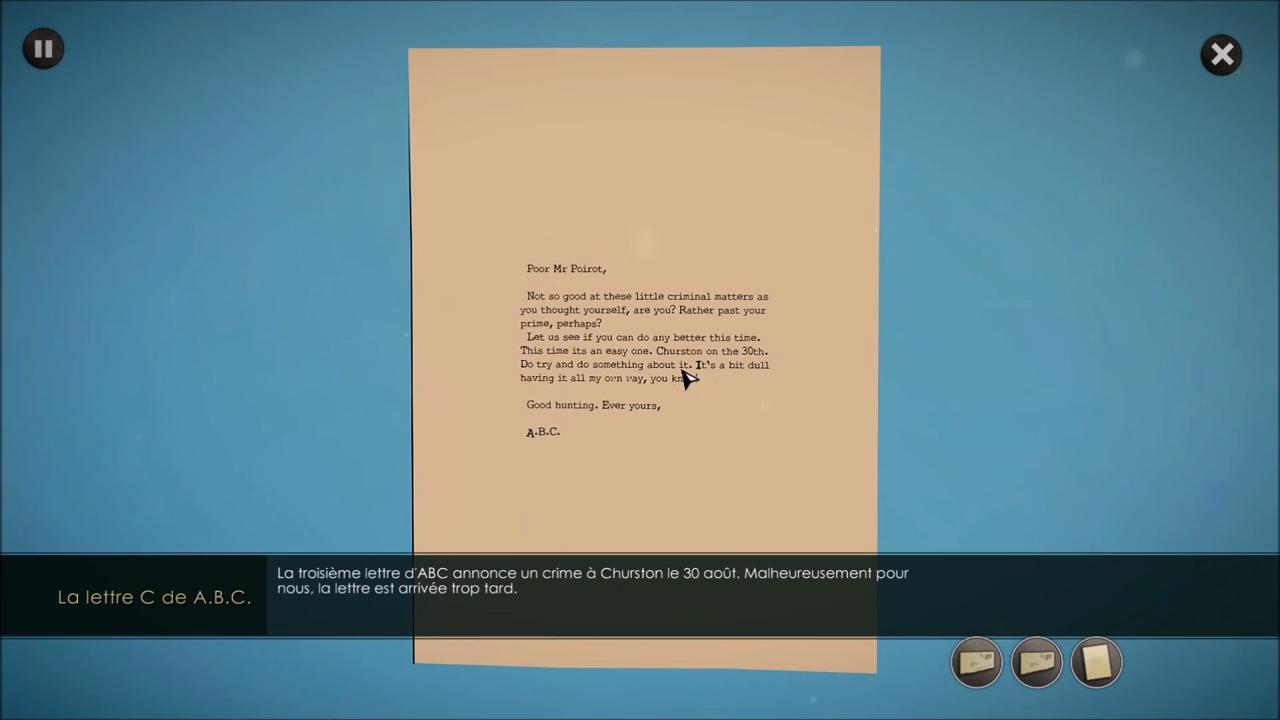 Poor Mr Poirot,
Not so good at these little criminal matters as
you thought yourself, are you? Rather past your
prime, perhaps?
Let us see if you can do any better this time.
This time its an easy one. Churston on the 30th.
Do try and do something about it. It's a bit dull
having it all my own way, you
Good hunting. Ever yours,
A.B.C.
La lettre C de A.B.C.
La troisième lettre d'ABC annonce un crime à Churston le 30 août. Malheureusement pour
nous, la lettre est arrivée trop tard.